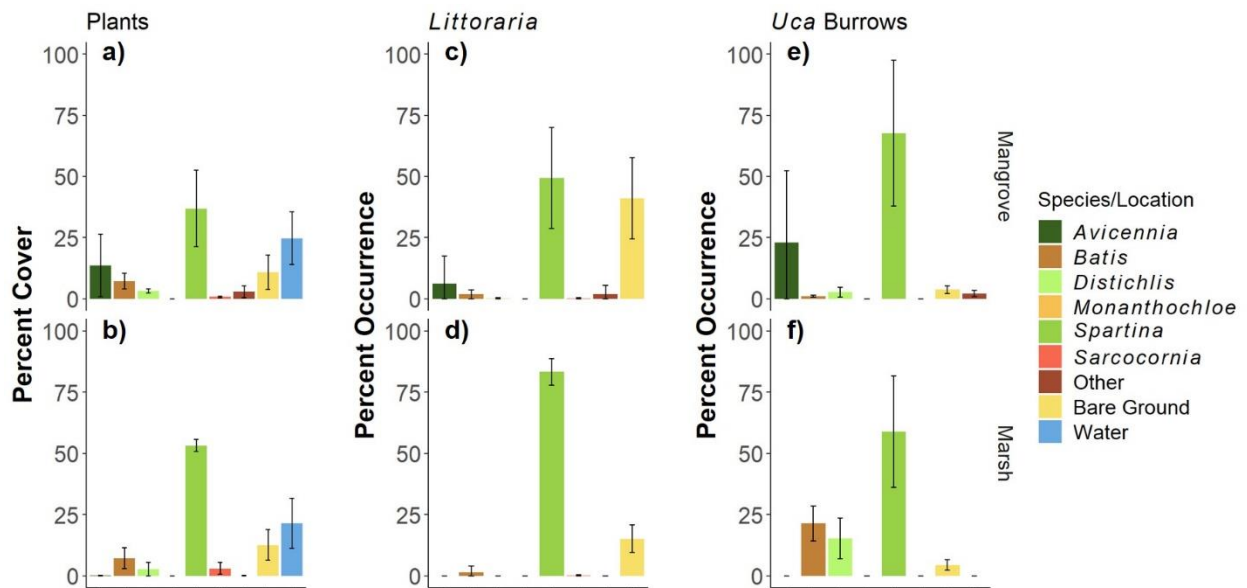 Plants
Littoraria
Uca Burrows
a)
c)
e)
100
75
50
25
0
100
75
50
25
0
100
75
50
25
0
Mangrove
b)
d)
f)
100
75
50
25
0
100
75
50
25
0
100
75
50
25
0
Marsh
Percent Cover
Percent Occurrence
Percent Occurrence
Species/Location
Avicennia
Batis
Distichlis
Monanthochloe
Spartina
Sarcocornia
Other
Bare Ground
Water